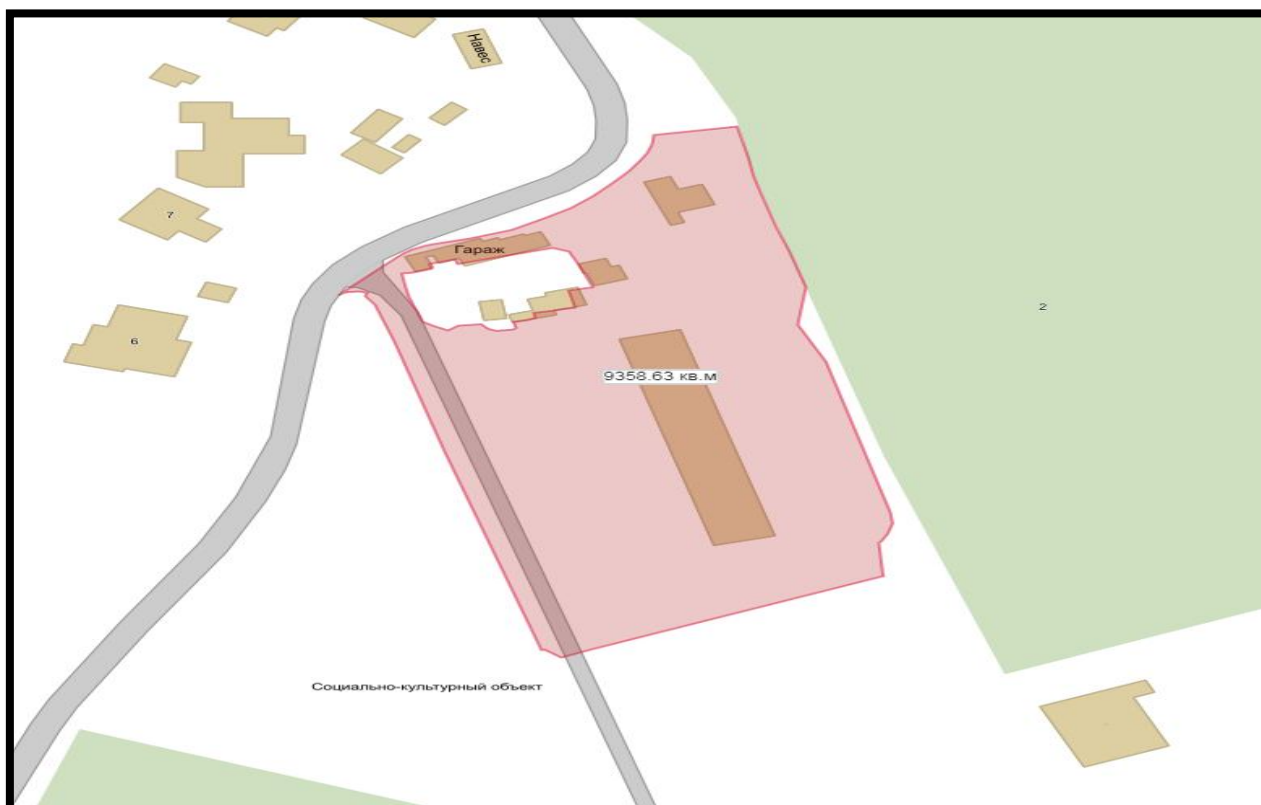 Навес
7
Гараж
2
6
9358.63 кв.м
Социально-культурный объект